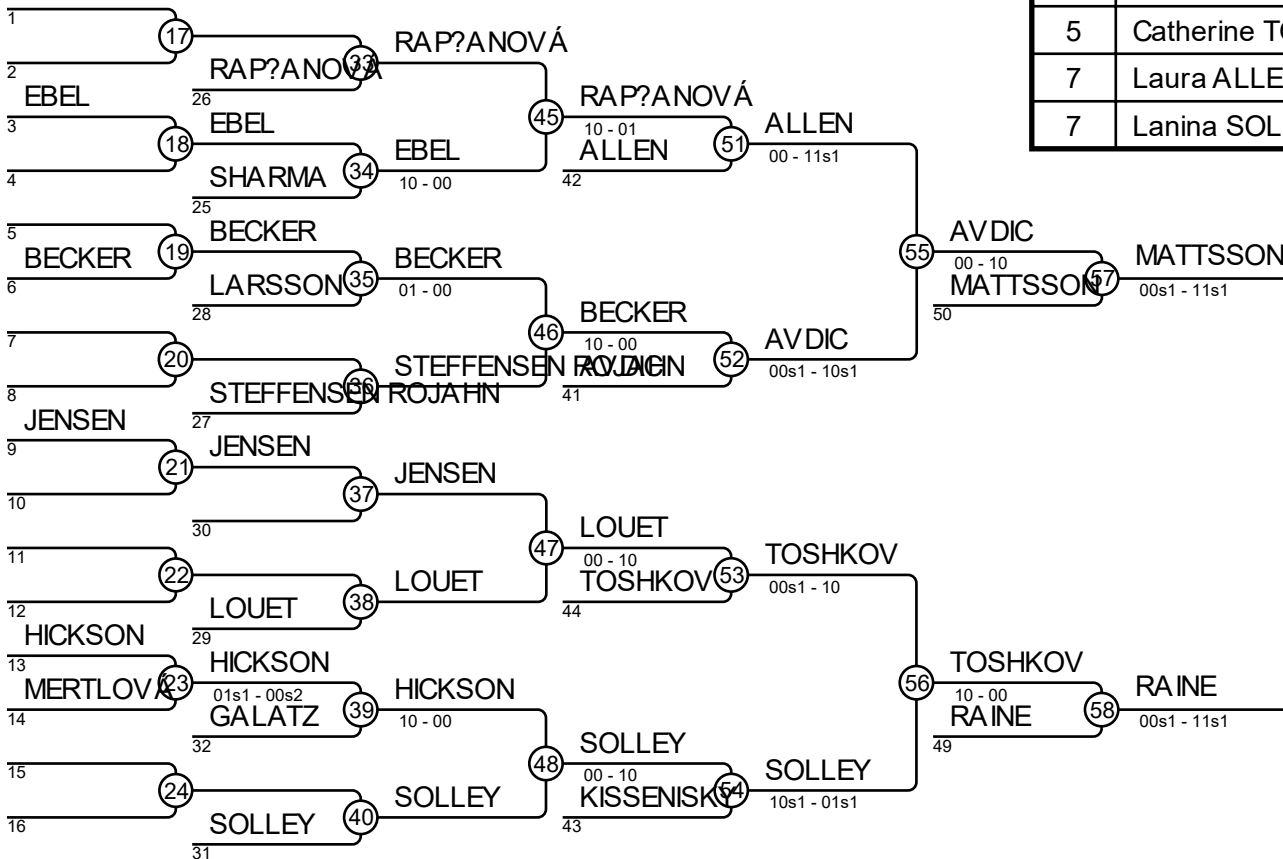 1
17
2
RAP?ANOVÁ
26
33
RAP?ANOVÁ
EBEL
3
18
4
EBEL
SHARMA
25
34
EBEL
10 - 00
45
RAP?ANOVÁ
10 - 01
ALLEN
42
51
ALLEN
00 - 11s1
5
BECKER
6
19
BECKER
LARSSON
28
35
BECKER
01 - 00
7
20
8
STEFFENSEN ROJAHN
27
36
STEFFENSEN ROJAHN
46
BECKER
10 - 00
AVDIC
41
52
AVDIC
00s1 - 10s1
55
AVDIC
00 - 10
MATTSSON
50
57
MATTSSON
00s1 - 11s1
JENSEN
9
21
10
JENSEN
30
37
JENSEN
11
22
12
LOUET
29
38
LOUET
47
LOUET
00 - 10
TOSHKOV
44
53
TOSHKOV
00s1 - 10
HICKSON
13
MERTLOVÁ
14
23
HICKSON
01s1 - 00s2
GALATZ
32
39
HICKSON
10 - 00
15
24
16
SOLLEY
31
40
SOLLEY
48
SOLLEY
00 - 10
KISSENISKY
43
54
SOLLEY
10s1 - 01s1
56
TOSHKOV
10 - 00
RAINE
49
58
RAINE
00s1 - 11s1
5 Catherine TO
7 Laura ALLE
7 Lanina SOL